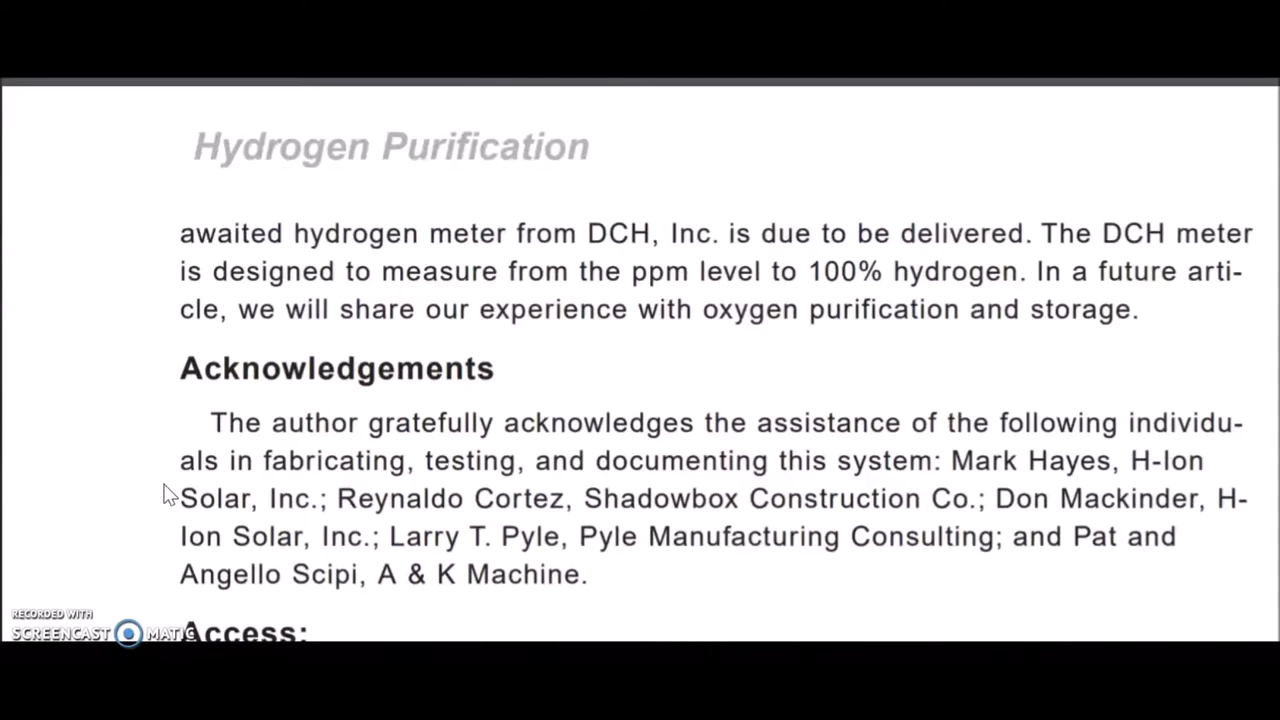 Hydrogen Purification
awaited hydrogen meter from DCH, Inc. is due to be delivered. The DCH meter
is designed to measure from the ppm level to 100% hydrogen. In a future arti-
cle, we will share our experience with oxygen purification and storage.
Acknowledgements
The author gratefully acknowledges the assistance of the following individu-
als in fabricating, testing, and documenting this system: Mark Hayes, H-Ion
Solar, Inc.; Reynaldo Cortez, Shadowbox Construction Co.; Don Mackinder, H-
Ion Solar, Inc.; Larry T. Pyle, Pyle Manufacturing Consulting; and Pat and
Angello Scipi, A & K Machine.
Access:
RECORDED WITH
SCREENCAST MATIC